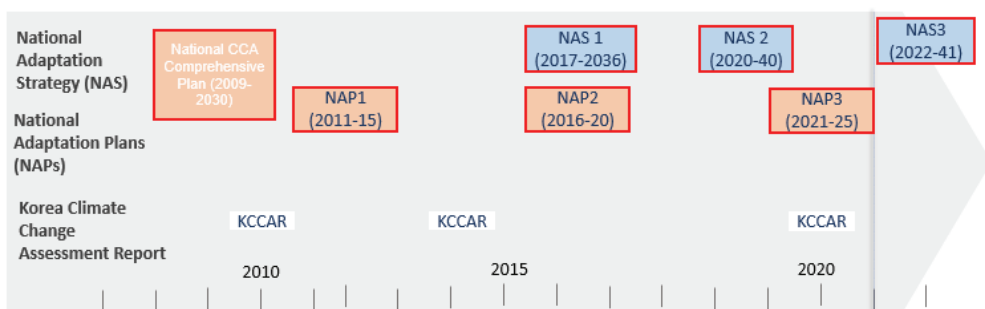 National
Adaptation
Strategy (NAS)
National CCA
Comprehensive
Plan (2009-
2030)
NAS 1
(2017-2036)
NAS 2
(2020-40)
NAS3
(2022-41)
National
Adaptation Plans
(NAPs)
NAP1
(2011-15)
NAP2
(2016-20)
NAP3
(2021-25)
Korea Climate
Change
Assessment Report
KCCAR
KCCAR
KCCAR
2010
2015
2020